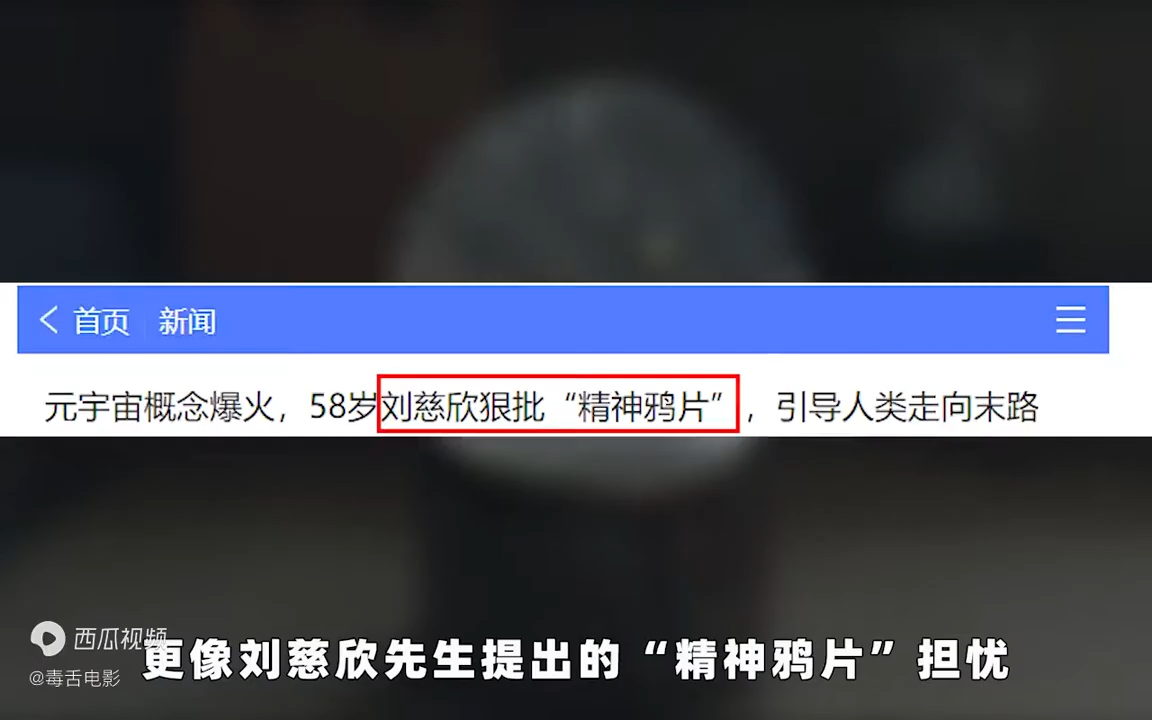 首页 新闻
元宇宙概念爆火，58岁刘慈欣狠批“精神鸦片”，引导人类走向末路
西瓜视频
更像刘慈欣先生提出的“精神鸦片”担忧
@毒舌电影